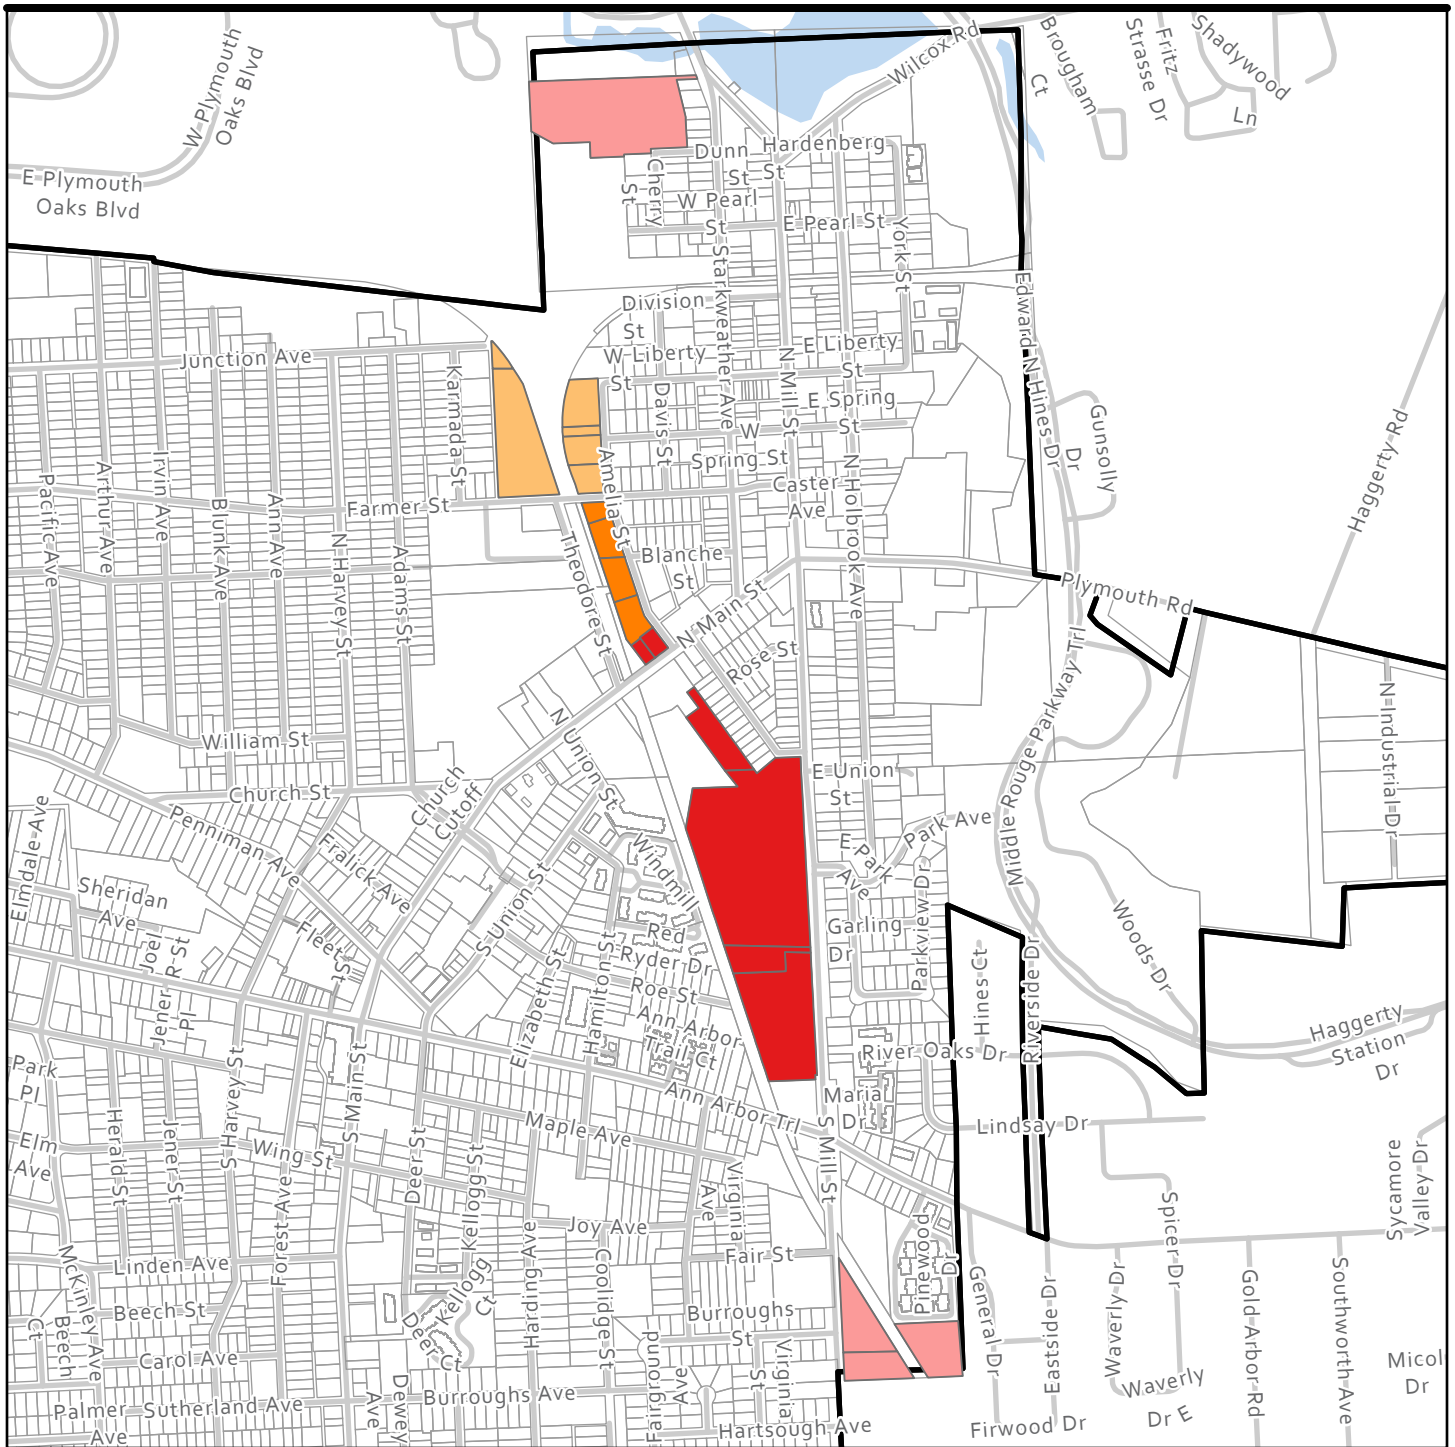 W Plymouth
Oaks Blvd
E Plymouth
Oaks Blvd
Wilcox Rd
Brougham
Ct
Fritz
Strasse Dr
Shadywood
Ln
Dunn
St
Hardenberg
St
Cherry
St
W Pearl
St
E Pearl St
York St
Starkweather Ave
Division
St
W Liberty
St
E Liberty
St
N Mill St
Davis St
E Spring
St
W
Spring St
Caster
Ave
N Holbrook Ave
Edward N Hines Dr
Gunsolly
Dr
Haggerty Rd
Junction Ave
Karmada St
Amelia St
Farmer St
Pacific Ave
Arthur Ave
Irvin Ave
Blunk Ave
Ann Ave
N Harvey St
Adams St
Theodore St
Blanche
St
N Main St
Rose St
Plymouth Rd
Middle Rouge Parkway Trl
N Industrial Dr
William St
Church St
Church
Cutoff
N Union St
E Union
St
Penniman Ave
Fralick Ave
Elmdale Ave
Sheridan
Ave
Joel
R St
Jener
Pl
Fleet
St
S Union St
Windmill
Red
Ryder Dr
Roe St
Ann Arbor
Trail Ct
Elizabeth St
Hamilton St
E Park
Ave
Park Ave
Garling
Dr
Parkview Dr
Hines Ct
Riverside Dr
Woods Dr
River Oaks Dr
Haggerty
Station
Dr
Park
Pl
Elm
Ave
Herald St
Jener St
S Harvey St
Wing St
S Main St
Forest Ave
Deer St
Kellogg St
Maple Ave
Ann Arbor Trl
Maria
Dr
S Mill St
Lindsay Dr
Sycamore
Valley Dr
Virginia
Ave
Joy Ave
Fair St
Harding Ave
Coolidge St
Kellogg
Ct
Deer
Ct
Linden Ave
Beech St
McKinley Ave
Beech
Ct
Carol Ave
Palmer
Ave
Sutherland Ave
Dewey
Ave
Burroughs Ave
Burroughs
St
Fairground
Ave
Virginia
St
Hartsough Ave
Pinewood
Dr
General Dr
Eastside Dr
Waverly Dr
Spicer Dr
Waverly
Dr E
Gold Arbor Rd
Southworth Ave
Micol
Dr
Firwood Dr